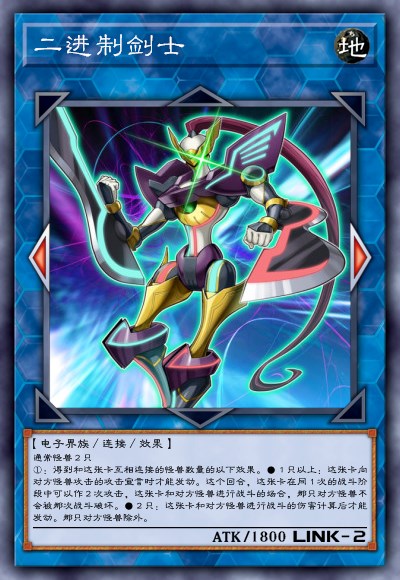 二进制剑士
地
【电子界族／连接／效果】
通常怪兽２只
①：得到和这张卡互相连接的怪兽数量的以下效果。●１只以上：这张卡向
对方怪兽攻击的攻击宣言时才能发动。这个回合，这张卡在同１次的战斗阶
段中可以作２次攻击，这张卡和对方怪兽进行战斗的场合，那只对方怪兽不
会被那次战斗破坏。●２只：这张卡和对方怪兽进行战斗的伤害计算后才能
发动。那只对方怪兽除外。
ATK/1800 LINK-2